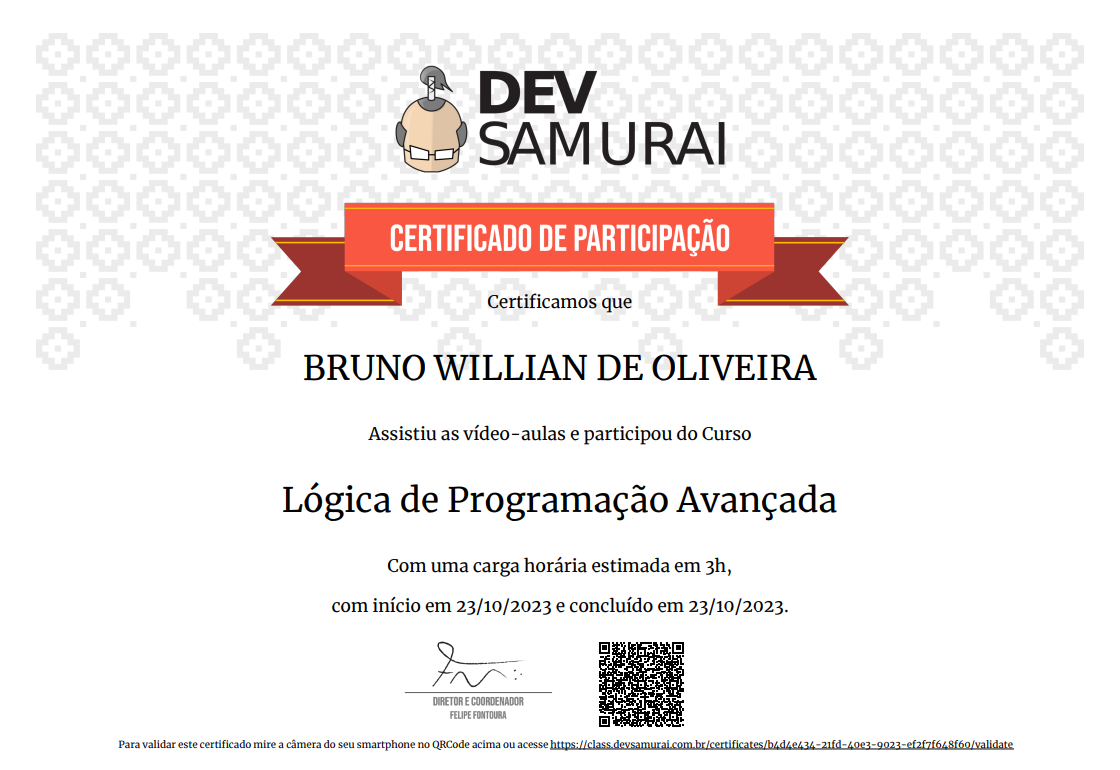 DEV
SAMURAI
CERTIFICADO DE PARTICIPAÇÃO
Certificamos que
BRUNO WILLIAN DE OLIVEIRA
Assistiu as vídeo-aulas e participou do Curso
Lógica de Programação Avançada
Com uma carga horária estimada em 3h,
com início em 23/10/2023 e concluído em 23/10/2023.
DIRETOR E COORDENADOR
FELIPE FONTOURA
Para validar este certificado mire a câmera do seu smartphone no QRCode acima ou acesse https://class.devsamurai.com.br/certificates/b4d4e434-21fd-40e3-9023-ef2f7f648f60/validate